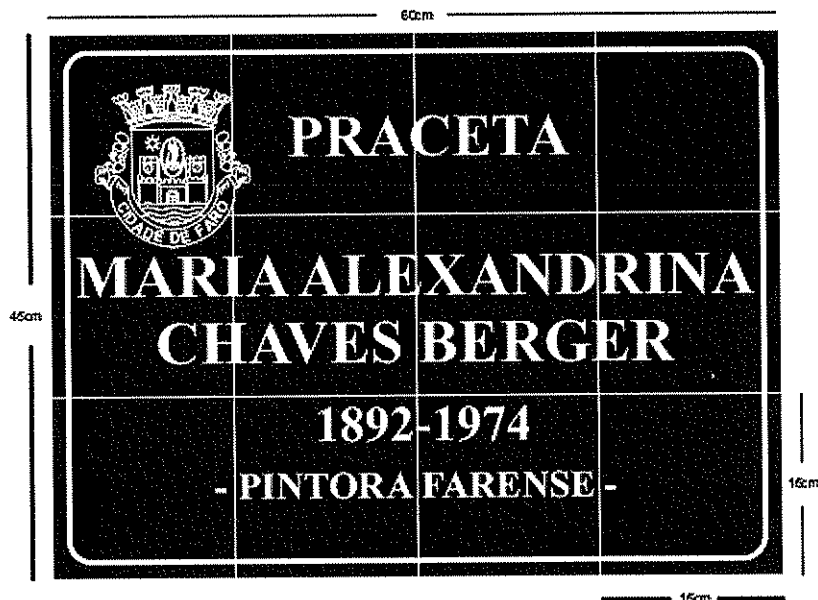 60cm
PRACETA
CIDADE DE FARO
MARIA ALEXANDRINA
CHAVES BERGER
45cm
1892-1974
- PINTORA FARENSE -
15cm
15cm